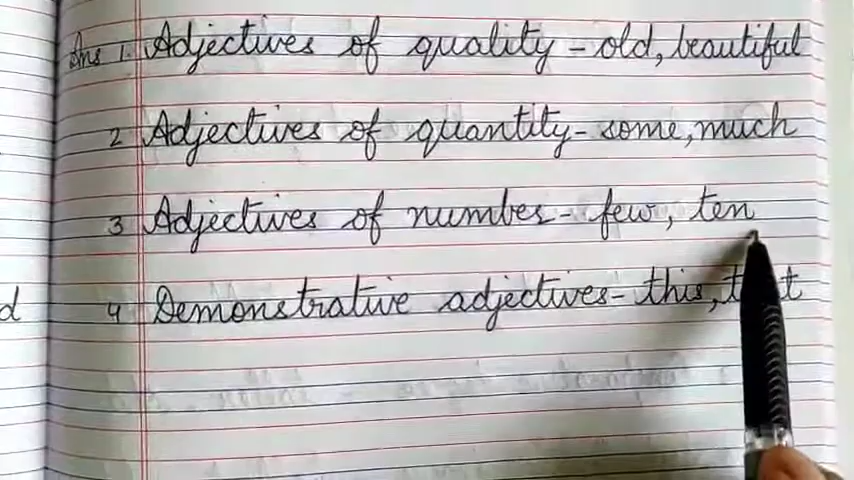 Ans 1. Adjectives of quality - old, beautiful
2 Adjectives of quantity - some, much
3 Adjectives of number - few, ten
d 4 Demonstrative adjectives - this,